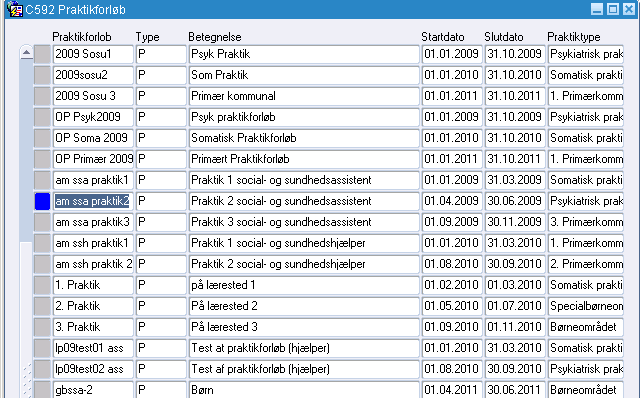 C592 Praktikforløb
Praktikforlob Type Betegnelse Startdato Slutdato Praktiktype
2009 Sosu1 P Psyk Praktik 01.01.2009 31.10.2009 Psykiatrisk prakt
2009sosu2 P Som Praktik 01.01.2010 31.10.2010 Somatisk prakti
2009 Sosu 3 P Primær kommunal 01.01.2011 31.10.2011 1. Primærkomm
OP Psyk2009 P Psyk praktikforløb 01.01.2009 31.10.2009 Psykiatrisk prakt
OP Soma 2009 P Somatisk Praktikforløb 01.01.2010 31.10.2010 Somatisk prakti
OP Primær 2009 P Primært Praktikforløb 01.01.2011 31.10.2011 1. Primærkomm
am ssa praktik1 P Praktik 1 social- og sundhedsassistent 01.01.2009 31.03.2009 Somatisk prakti
am ssa praktik2 P Praktik 2 social- og sundhedsassistent 01.04.2009 30.06.2009 Psykiatrisk prakt
am ssa praktik3 P Praktik 3 social- og sundhedsassistent 01.09.2009 30.11.2009 3. Primærkomm
am ssh praktik1 P Praktik 1 social- og sundhedshjælper 01.01.2010 31.03.2010 1. Primærkomm
am ssh praktik 2 P Praktik 2 social- og sundhedshjælper 01.08.2010 30.09.2010 2. Primærkomm
1. Praktik P på lærested 1 01.02.2010 01.03.2010 Somatisk prakti
2. Praktik P På lærested 2 01.05.2010 01.07.2010 Specialbørneom
3. Praktik P På lærested 3 01.09.2010 01.11.2010 Børneområdet
lp09test01 ass P Test at praktikforløb (hjælper) 01.01.2010 31.03.2010 Somatisk prakti
lp09test02 ass P Test af praktikforløb (hjælper) 01.08.2010 30.09.2010 Psykiatrisk prakt
gbssa-2 P Børn 01.04.2011 30.06.2011 Børneområdet